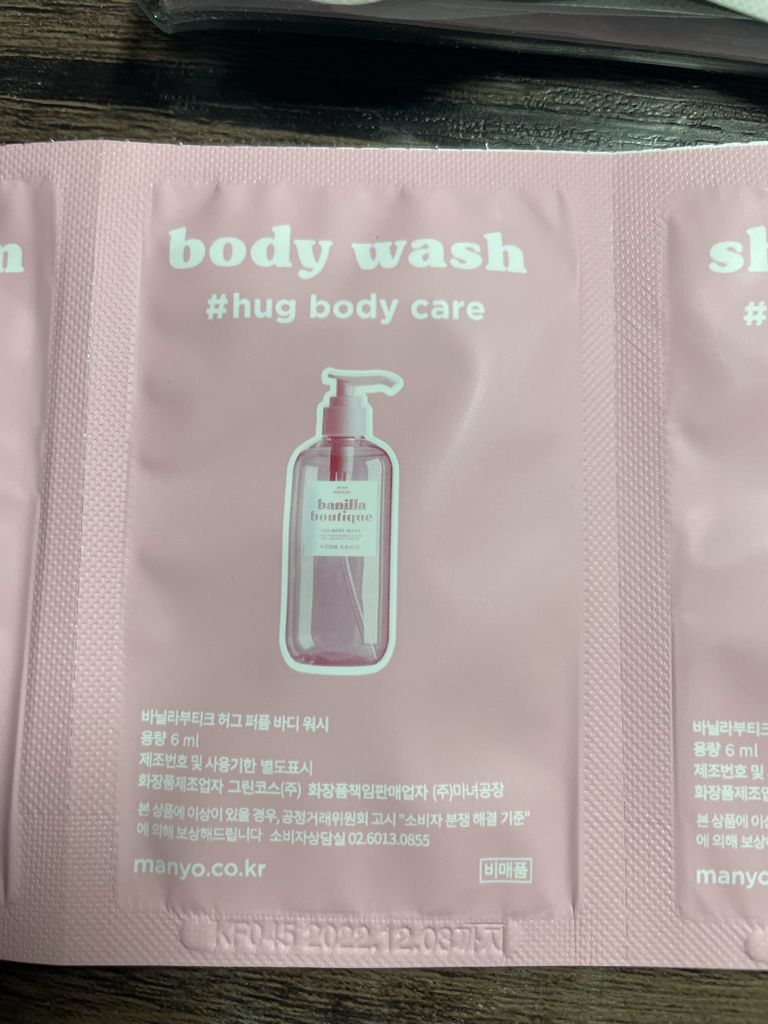 body wash
#hug body care
banilla
boutique
바닐라부티크 허그 퍼퓸 바디 워시
용량 6 ml
제조번호 및 사용기한 별도표시
화장품제조업자 그린코스(주) 화장품책임판매업자 (주)마녀공장
본 상품에 이상이 있을 경우, 공정거래위원회 고시 "소비자 분쟁 해결 기준"
에 의해 보상해드립니다 소비자상담실 02.6013.0855
manyo.co.kr
비매품
KF045 2022.12.03까지
m
sh
#
바닐라부티크
용량 6 ml
제조번호 및
화장품제조업
본 상품에 이상
에 의해 보상
manyo